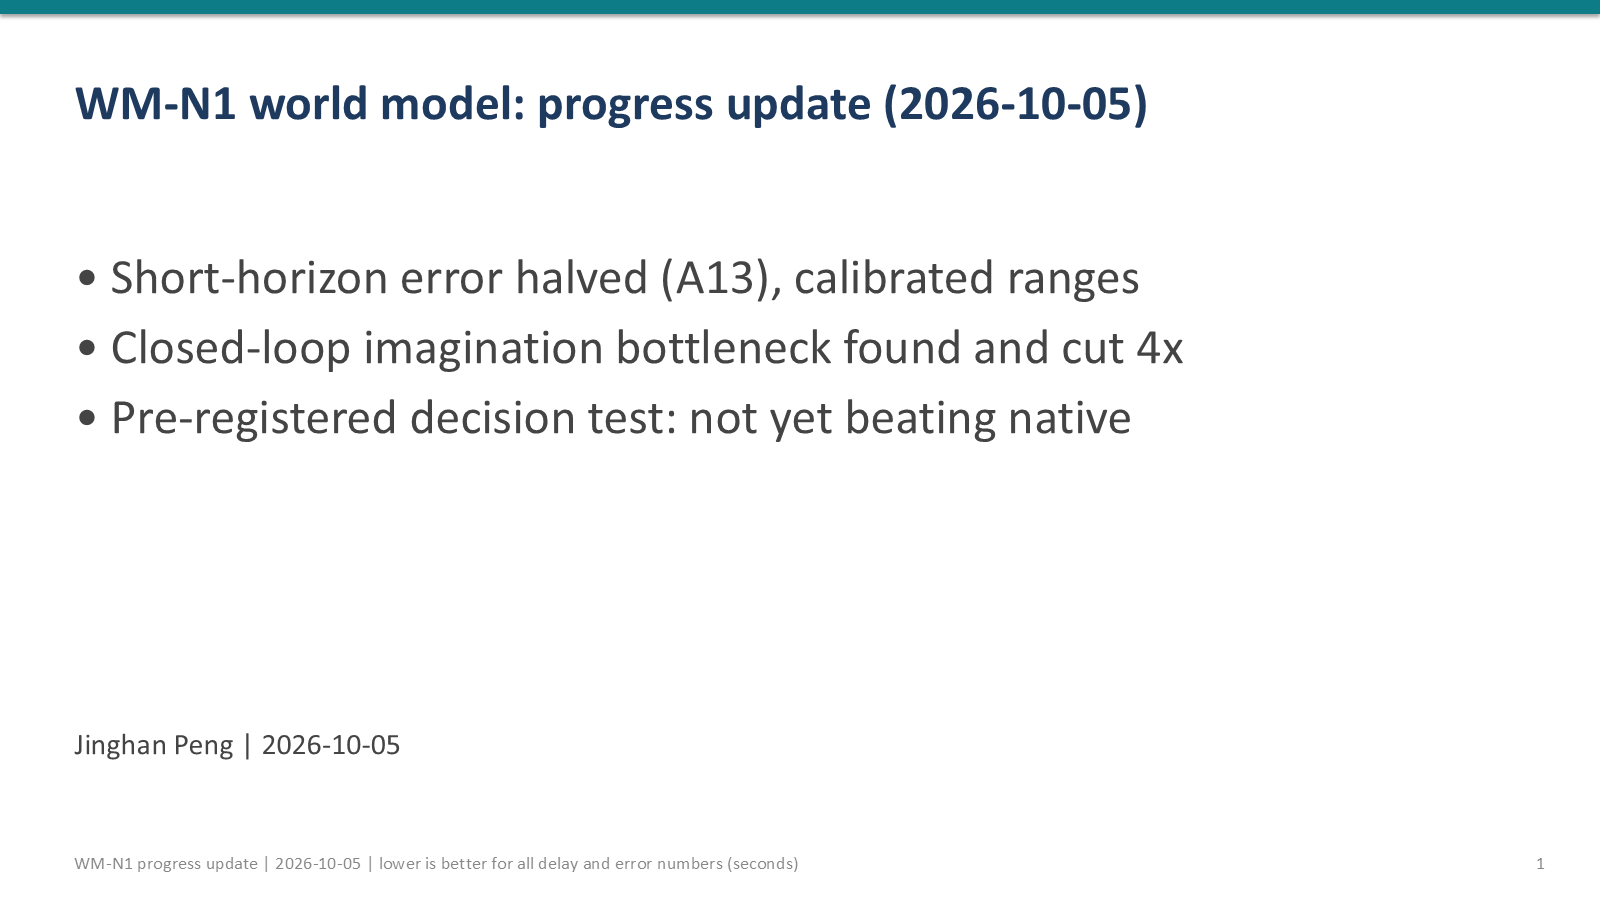 WM-N1 world model: progress update (2026-10-05)
• Short-horizon error halved (A13), calibrated ranges
• Closed-loop imagination bottleneck found and cut 4x
• Pre-registered decision test: not yet beating native
Jinghan Peng | 2026-10-05
WM-N1 progress update | 2026-10-05 | lower is better for all delay and error numbers (seconds)
1